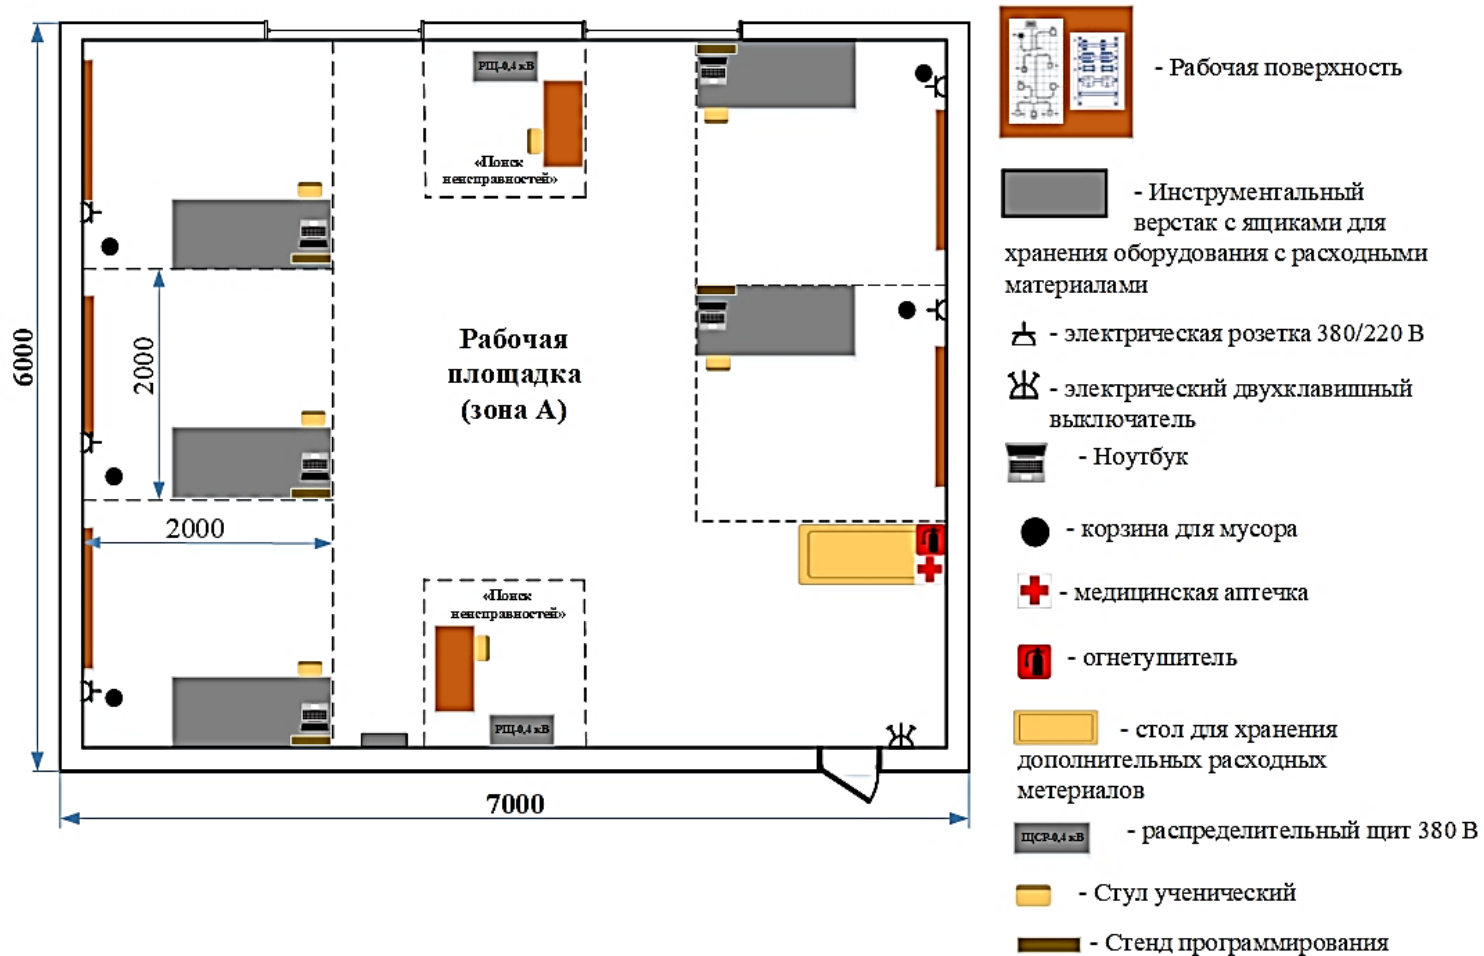 РЩ-0,4 кВ
«Поиск
неисправностей»
6000
2000
2000
Рабочая
площадка
(зона А)
«Поиск
неисправностей»
РЩ-0,4 кВ
7000
- Рабочая поверхность
- Инструментальный
верстак с ящиками для
хранения оборудования с расходными
материалами
- электрическая розетка 380/220 В
- электрический двухклавишный
выключатель
- Ноутбук
- корзина для мусора
- медицинская аптечка
- огнетушитель
- стол для хранения
дополнительных расходных
метериалов
ЩСР-0,4 кВ
- распределительный щит 380 В
- Стул ученический
- Стенд программирования